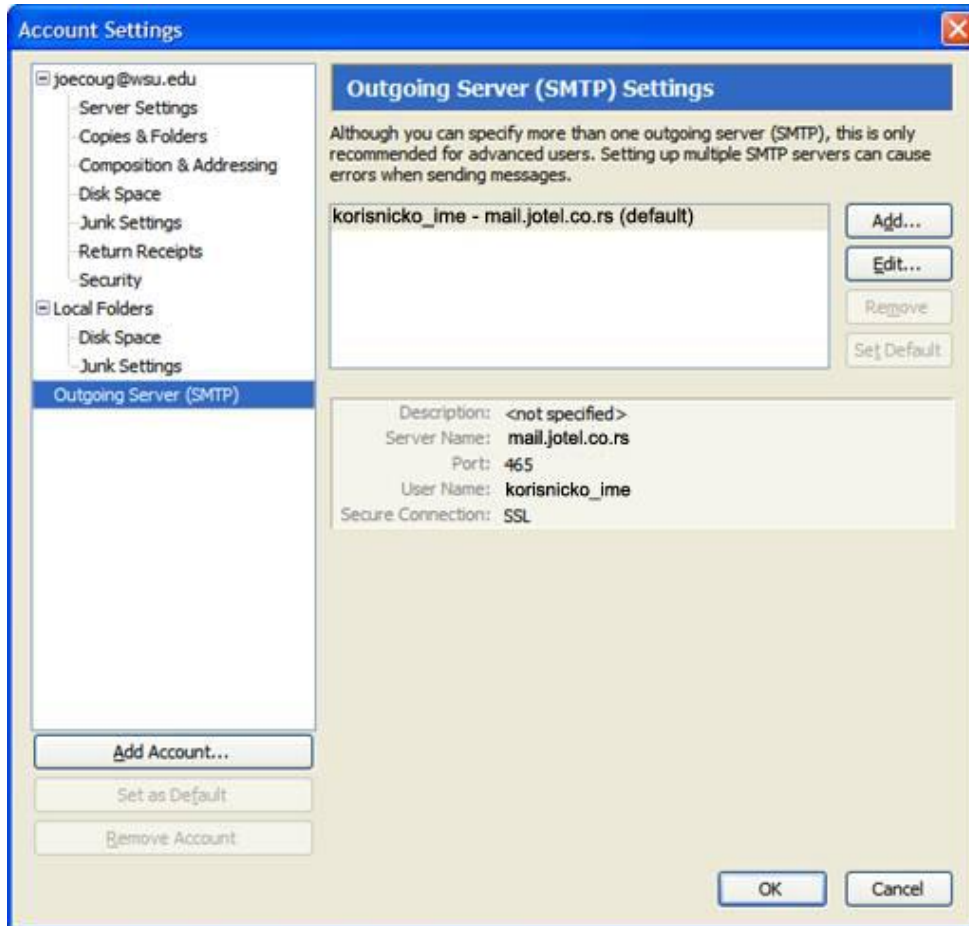 Account Settings
joecoug@wsu.edu
Server Settings
Copies & Folders
Composition & Addressing
Disk Space
Junk Settings
Return Receipts
Security
Local Folders
Disk Space
Junk Settings
Outgoing Server (SMTP)
Add Account...
Set as Default
Remove Account
Outgoing Server (SMTP) Settings
Although you can specify more than one outgoing server (SMTP), this is only
recommended for advanced users. Setting up multiple SMTP servers can cause
errors when sending messages.
korisnicko_ime - mail.jotel.co.rs (default)
Add...
Edit...
Remove
Set Default
Description: <not specified>
Server Name: mail.jotel.co.rs
Port: 465
User Name: korisnicko_ime
Secure Connection: SSL
OK
Cancel